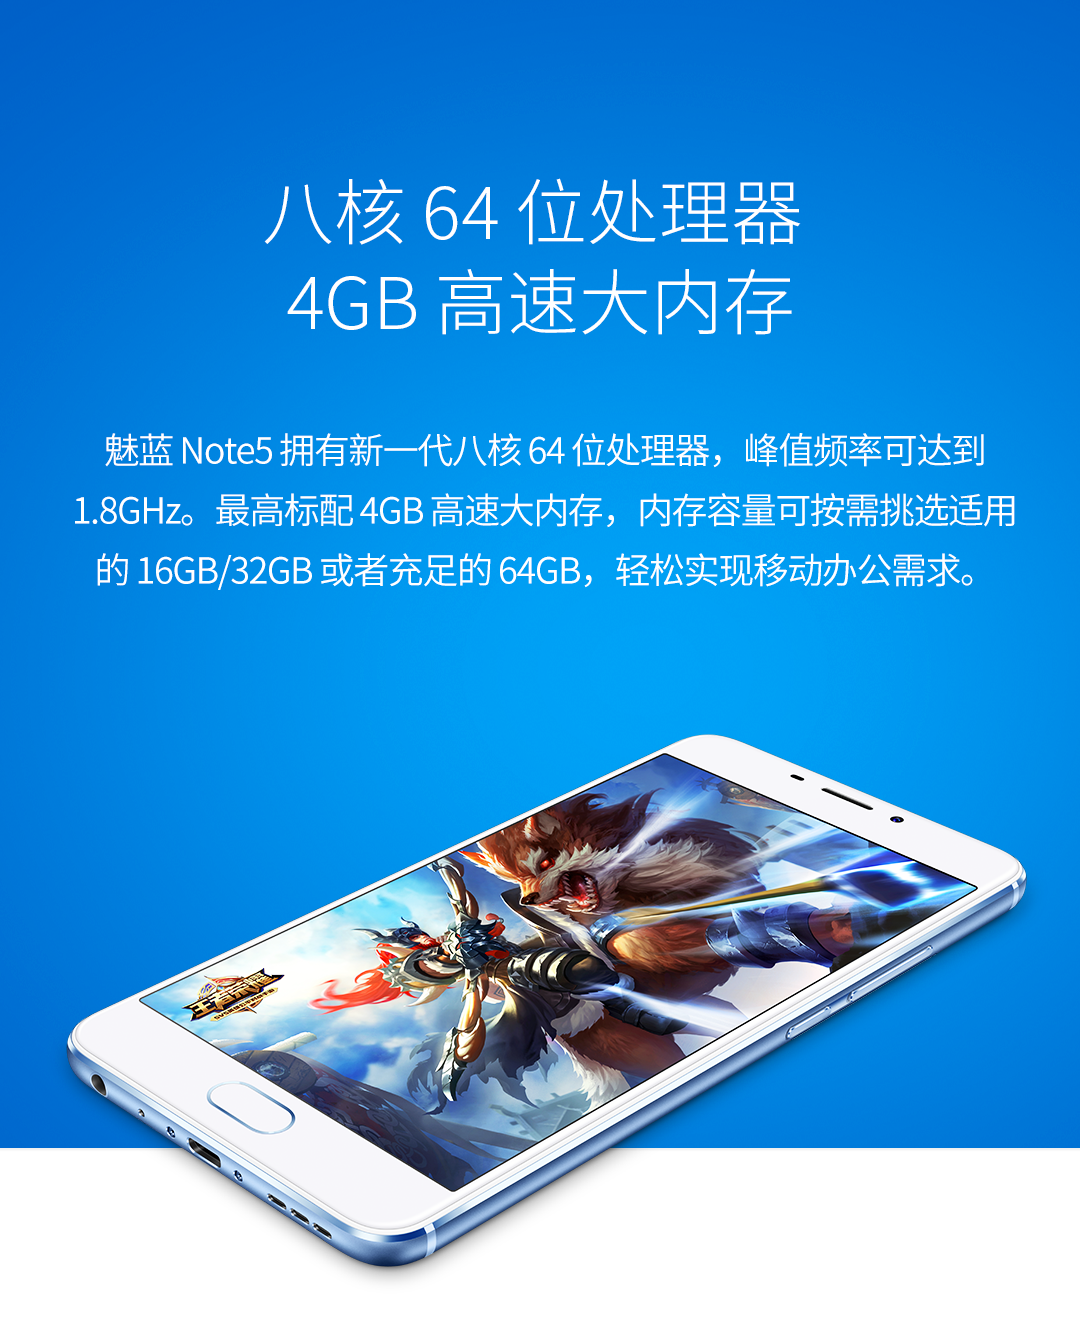 八核 64 位处理器
4GB 高速大内存
魅蓝 Note5 拥有新一代八核 64 位处理器，峰值频率可达到
1.8GHz。最高标配 4GB 高速大内存，内存容量可按需挑选适用
的 16GB/32GB 或者充足的 64GB，轻松实现移动办公需求。
王者荣耀